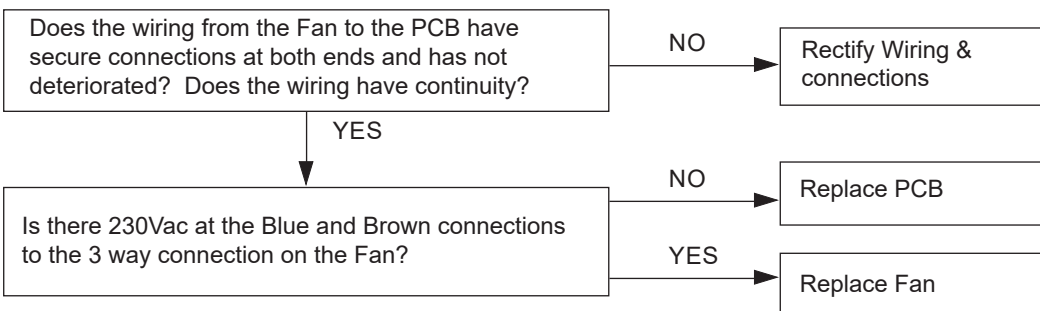 Does the wiring from the Fan to the PCB have
secure connections at both ends and has not
deteriorated? Does the wiring have continuity?
NO
Rectify Wiring &
connections
YES
Is there 230Vac at the Blue and Brown connections
to the 3 way connection on the Fan?
NO
Replace PCB
YES
Replace Fan